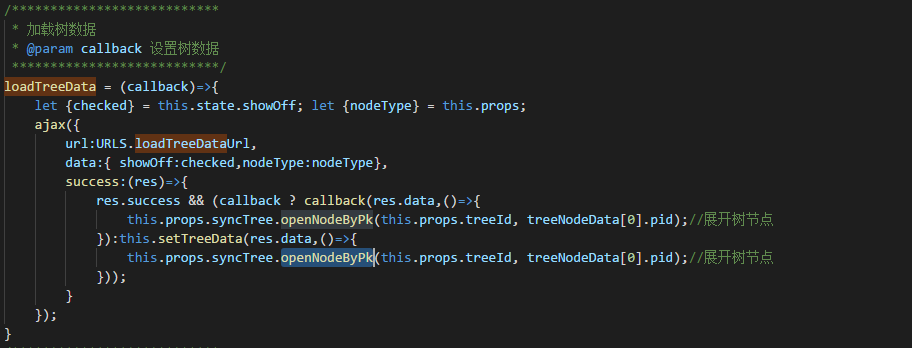 /***************************
 * 加载树数据
 * @param callback 设置树数据
 ***************************/
loadTreeData = (callback)=>{
    let {checked} = this.state.showOff; let {nodeType} = this.props;
    ajax({
        url:URLS.loadTreeDataUrl,
        data:{ showOff:checked,nodeType:nodeType},
        success:(res)=>{
            res.success && (callback ? callback(res.data,()=>{
                this.props.syncTree.openNodeByPk(this.props.treeId, treeNodeData[0].pid);//展开树节点
            }):this.setTreeData(res.data,()=>{
                this.props.syncTree.openNodeByPk(this.props.treeId, treeNodeData[0].pid);//展开树节点
            }));
        }
    });
}